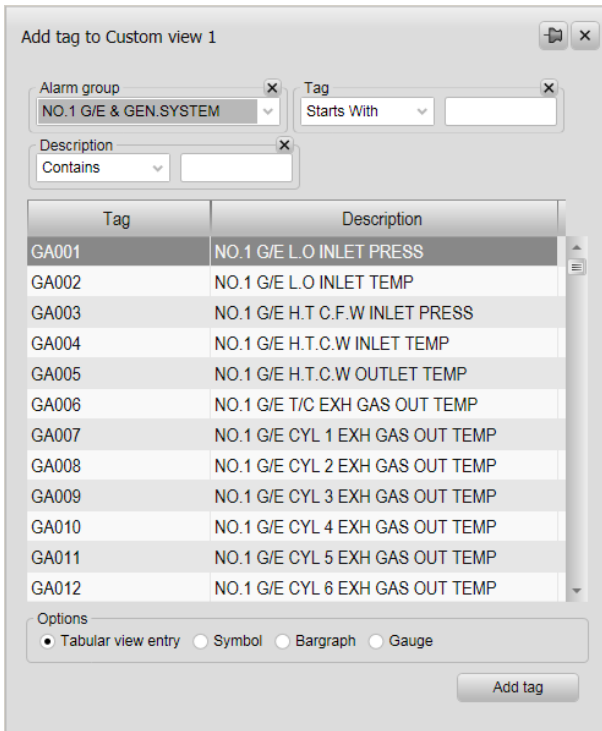 Add tag to Custom view 1
Alarm group
Tag
NO.1 G/E & GEN.SYSTEM
Starts With
Description
Contains
Tag Description
GA001 NO.1 G/E L.O INLET PRESS
GA002 NO.1 G/E L.O INLET TEMP
GA003 NO.1 G/E H.T C.F.W INLET PRESS
GA004 NO.1 G/E H.T.C.W INLET TEMP
GA005 NO.1 G/E H.T.C.W OUTLET TEMP
GA006 NO.1 G/E T/C EXH GAS OUT TEMP
GA007 NO.1 G/E CYL 1 EXH GAS OUT TEMP
GA008 NO.1 G/E CYL 2 EXH GAS OUT TEMP
GA009 NO.1 G/E CYL 3 EXH GAS OUT TEMP
GA010 NO.1 G/E CYL 4 EXH GAS OUT TEMP
GA011 NO.1 G/E CYL 5 EXH GAS OUT TEMP
GA012 NO.1 G/E CYL 6 EXH GAS OUT TEMP
Options
Tabular view entry Symbol Bargraph Gauge
Add tag